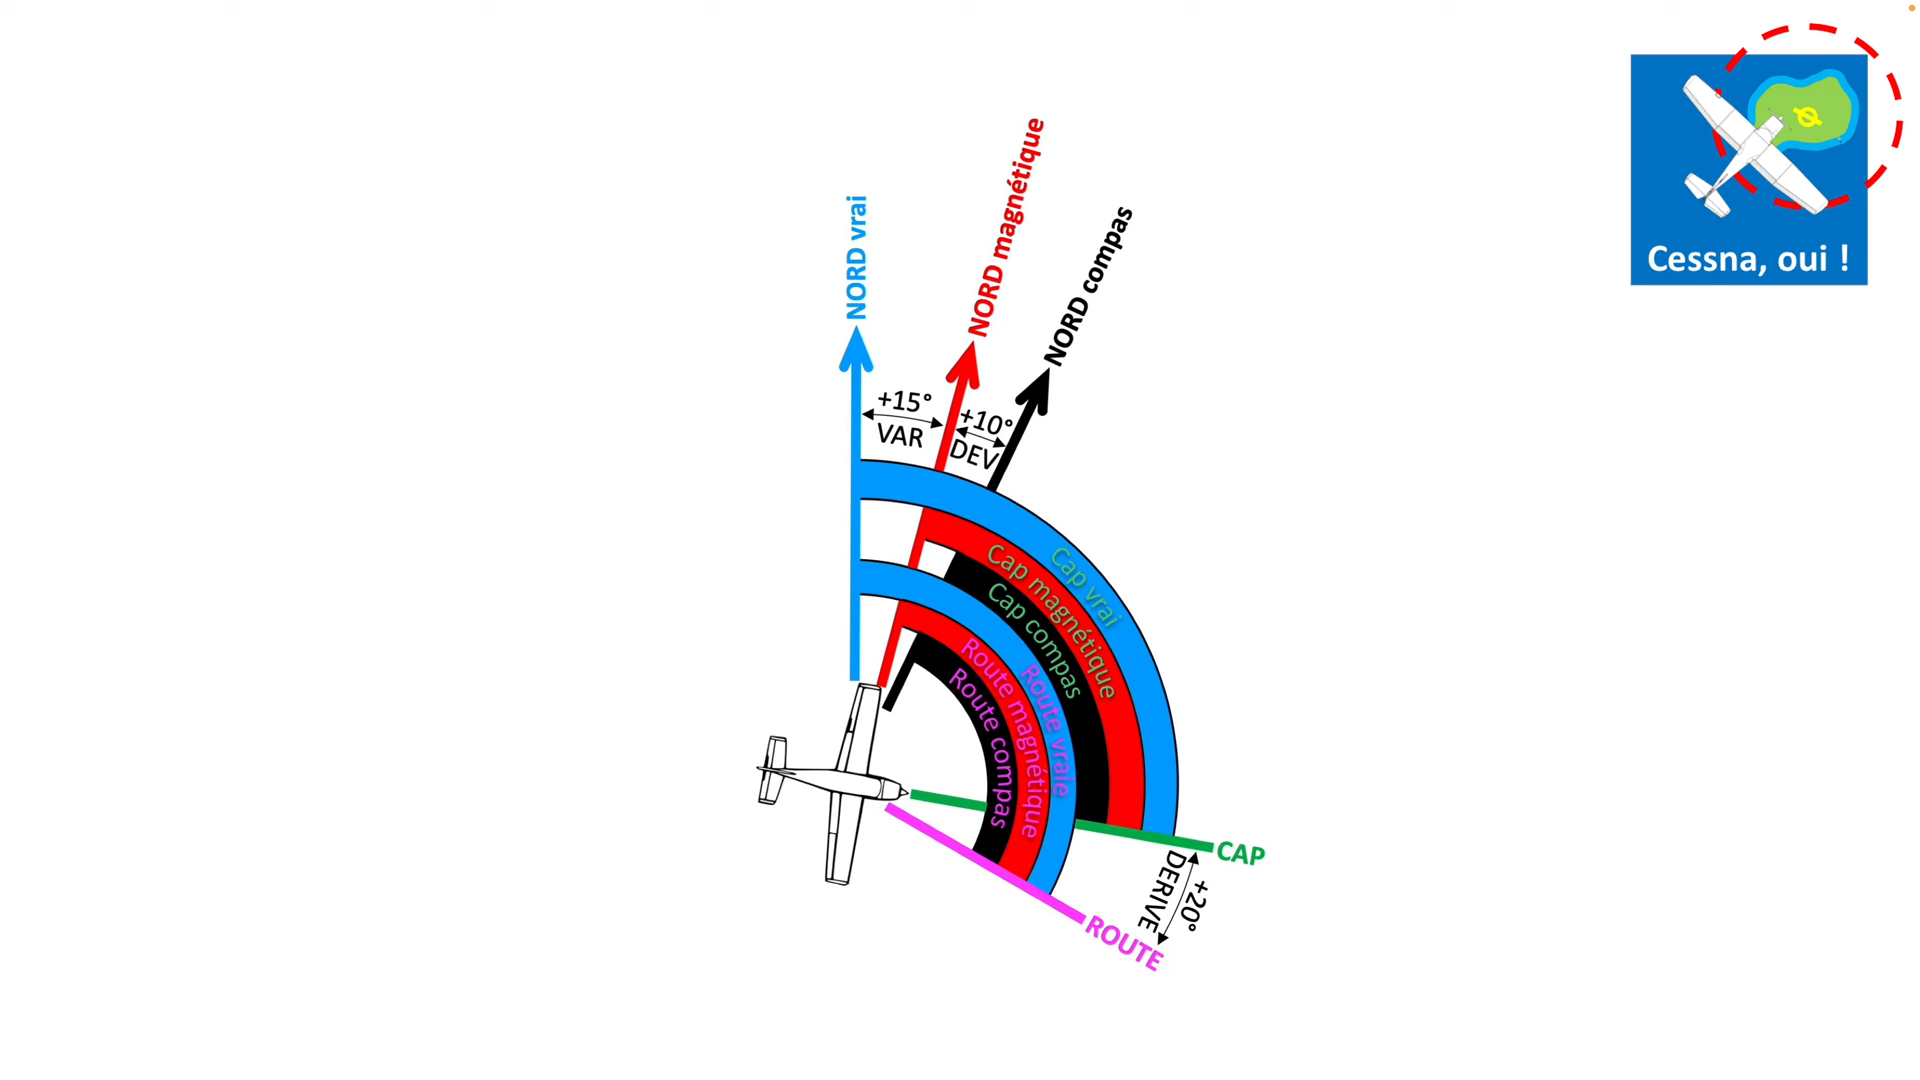 NORD vrai
NORD magnétique
NORD compas
+15°
VAR
+10°
DEV
Cap vrai
Cap magnétique
Cap compas
Route vraie
Route magnétique
Route compas
CAP
DERIVE
+20°
ROUTE
Cessna, oui !